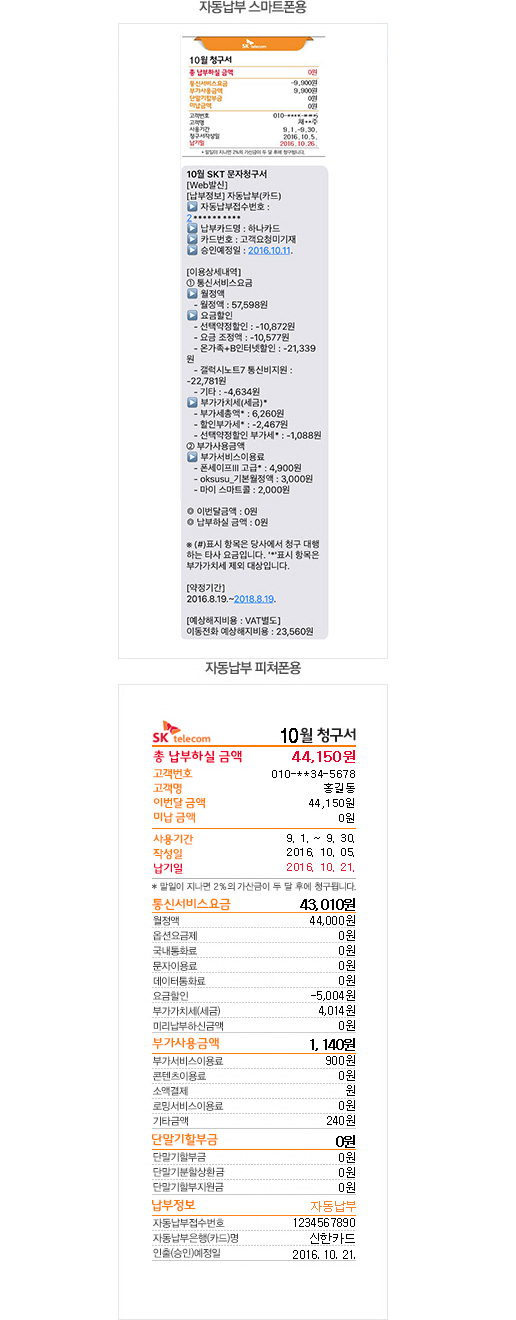 자동납부 스마트폰용
SK telecom
10월 청구서
총 납부하실 금액 0원
통신서비스요금 -9,900원
부가사용금액 9,900원
단말기할부금 0원
미납금액 0원
고객번호 010-****-***5
고객명 채**주
사용기간 9.1.-9.30.
청구서작성일 2016.10.5.
납기일 2016.10.26.
* 말일이 지나면 2%의 가산금이 두 달 후에 청구됩니다.
10월 SKT 문자청구서
[Web발신]
[납부정보] 자동납부(카드)
▶ 자동납부접수번호 :
2**********
▶ 납부카드명 : 하나카드
▶ 카드번호 : 고객요청미기재
▶ 승인예정일 : 2016.10.11.
[이용상세내역]
① 통신서비스요금
▶ 월정액
- 월정액 : 57,598원
▶ 요금할인
- 선택약정할인 : -10,872원
- 요금 조정액 : -10,577원
- 온가족+B인터넷할인 : -21,339
원
- 갤럭시노트7 통신비지원 :
-22,781원
- 기타 : -4,634원
▶ 부가가치세(세금)*
- 부가세총액* : 6,260원
- 할인부가세* : -2,467원
- 선택약정할인 부가세* : -1,088원
② 부가사용금액
▶ 부가서비스이용료
- 폰세이프III 고급* : 4,900원
- oksusu_기본월정액 : 3,000원
- 마이 스마트콜 : 2,000원
◎ 이번달금액 : 0원
◎ 납부하실 금액 : 0원
※ (#)표시 항목은 당사에서 청구 대행
하는 타사 요금입니다. '*'표시 항목은
부가가치세 제외 대상입니다.
[약정기간]
2016.8.19.~2018.8.19.
[예상해지비용 : VAT별도]
이동전화 예상해지비용 : 23,560원
자동납부 피쳐폰용
SK telecom 10월 청구서
총 납부하실 금액 44,150원
고객번호 010-**34-5678
고객명 홍길동
이번달 금액 44,150원
미납 금액 0원
사용기간 9. 1. ~ 9. 30.
작성일 2016. 10. 05.
납기일 2016. 10. 21.
* 말일이 지나면 2%의 가산금이 두 달 후에 청구됩니다.
통신서비스요금 43,010원
월정액 44,000원
옵션요금제 0원
국내통화료 0원
문자이용료 0원
데이터통화료 0원
요금할인 -5,004원
부가가치세(세금) 4,014원
미리납부하신금액 0원
부가사용금액 1,140원
부가서비스이용료 900원
콘텐츠이용료 0원
소액결제 원
로밍서비스이용료 0원
기타금액 240원
단말기할부금 0원
단말기할부금 0원
단말기분할상환금 0원
단말기할부지원금 0원
납부정보 자동납부
자동납부접수번호 1234567890
자동납부은행(카드)명 신한카드
인출(승인)예정일 2016. 10. 21.